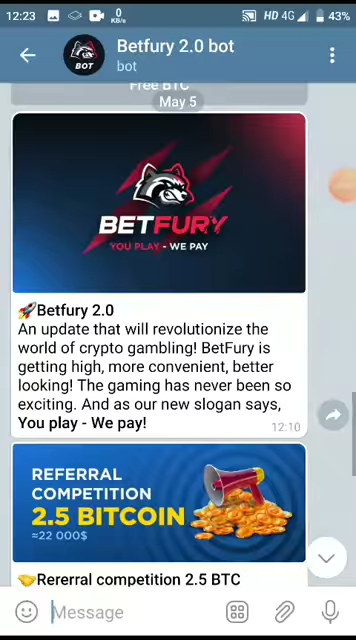 12:23
0
KB/s
HD 4G
43%
BOT
Betfury 2.0 bot
bot
Free BTC
May 5
BETFURY
YOU PLAY - WE PAY
🚀Betfury 2.0
An update that will revolutionize the
world of crypto gambling! BetFury is
getting high, more convenient, better
looking! The gaming has never been so
exciting. And as our new slogan says,
You play - We pay!
12:10
REFERRAL
COMPETITION
2.5 BITCOIN
≈22 000$
🤝Rererral competition 2.5 BTC
Message